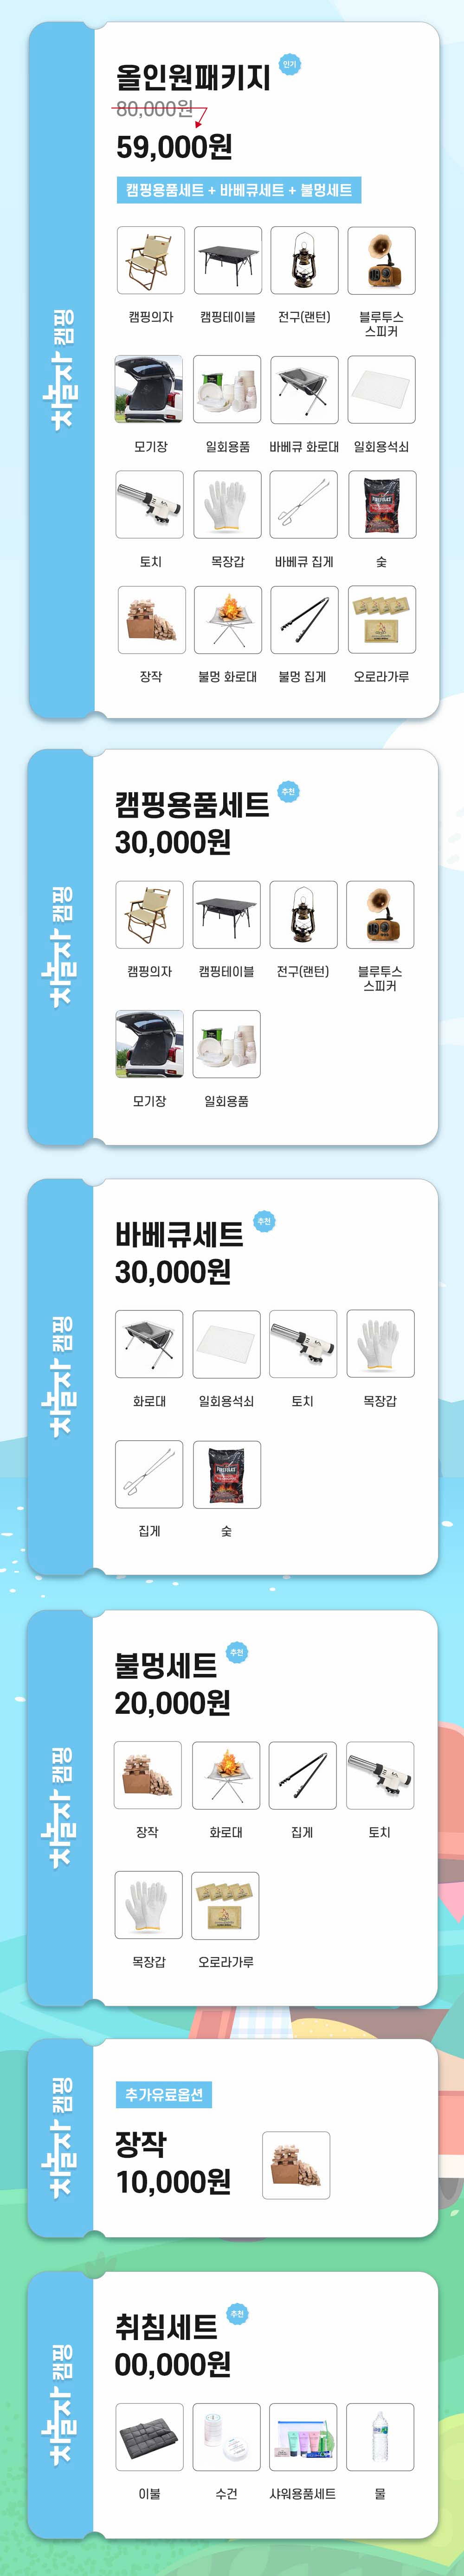 차놀자 캠핑
올인원패키지
인기
80,000원
59,000원
캠핑용품세트 + 바베큐세트 + 불멍세트
캠핑의자
캠핑테이블
전구(랜턴)
블루투스
스피커
모기장
일회용품
바베큐 화로대
일회용석쇠
토치
목장갑
바베큐 집게
숯
장작
불멍 화로대
불멍 집게
오로라가루
차놀자 캠핑
캠핑용품세트
추천
30,000원
캠핑의자
캠핑테이블
전구(랜턴)
블루투스
스피커
모기장
일회용품
차놀자 캠핑
바베큐세트
추천
30,000원
화로대
일회용석쇠
토치
목장갑
집게
숯
차놀자 캠핑
불멍세트
추천
20,000원
장작
화로대
집게
토치
목장갑
오로라가루
차놀자 캠핑
추가유료옵션
장작
10,000원
차놀자 캠핑
취침세트
추천
00,000원
이불
수건
샤워용품세트
물